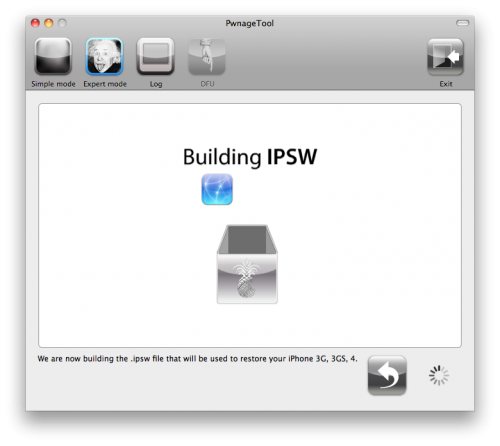 PwnageTool
Simple mode Expert mode Log DFU Exit
Building IPSW
We are now building the .ipsw file that will be used to restore your iPhone 3G, 3GS, 4.